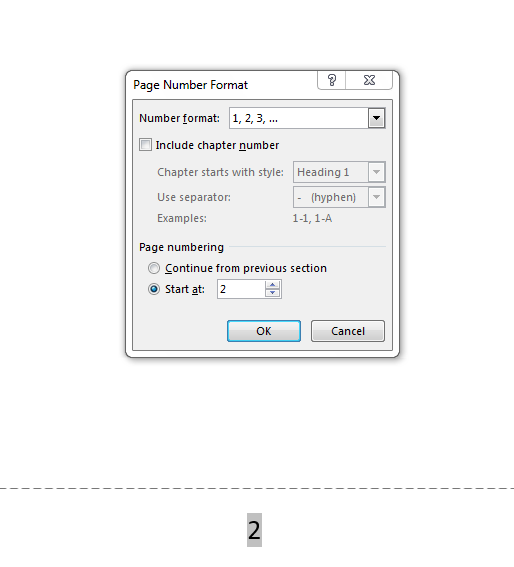 Page Number Format
Number format: 1, 2, 3, ...
Include chapter number
Chapter starts with style: Heading 1
Use separator: - (hyphen)
Examples: 1-1, 1-A
Page numbering
Continue from previous section
Start at: 2
OK Cancel
2